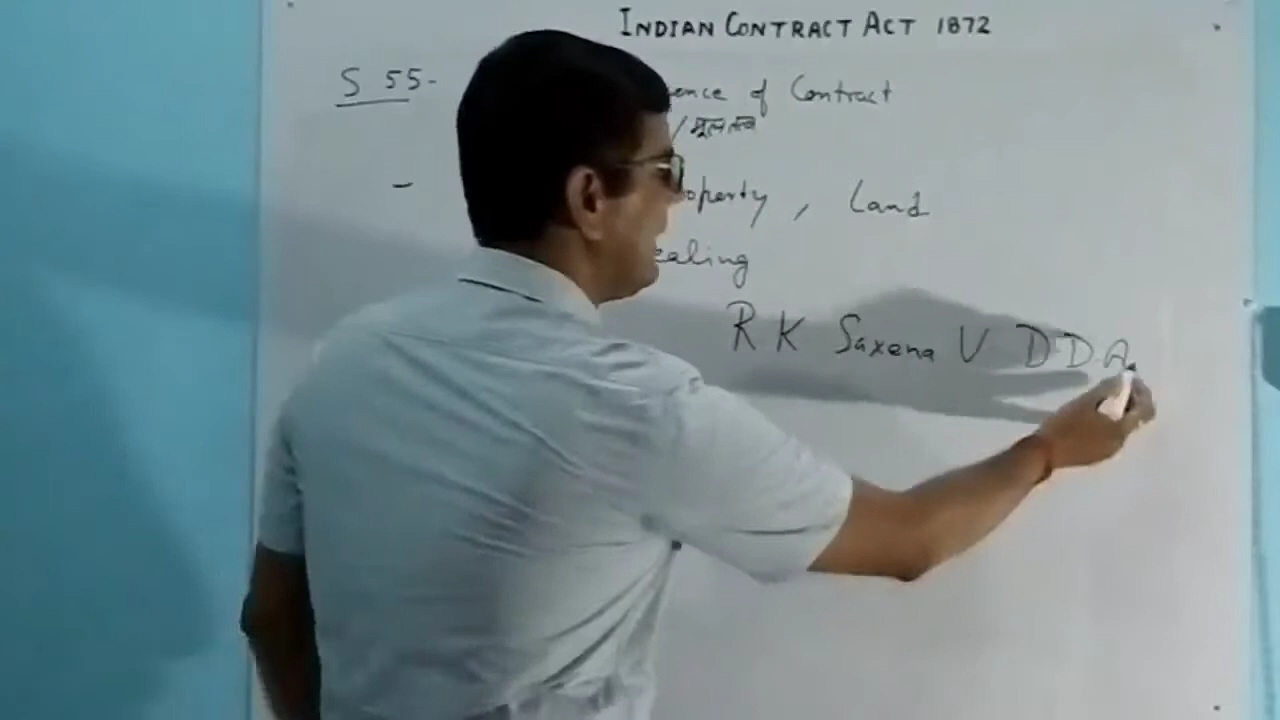 INDIAN CONTRACT ACT 1872
S 55- ence of Contract
/मूलतत्व
- operty, Land
ealing
R K Saxena V D D A